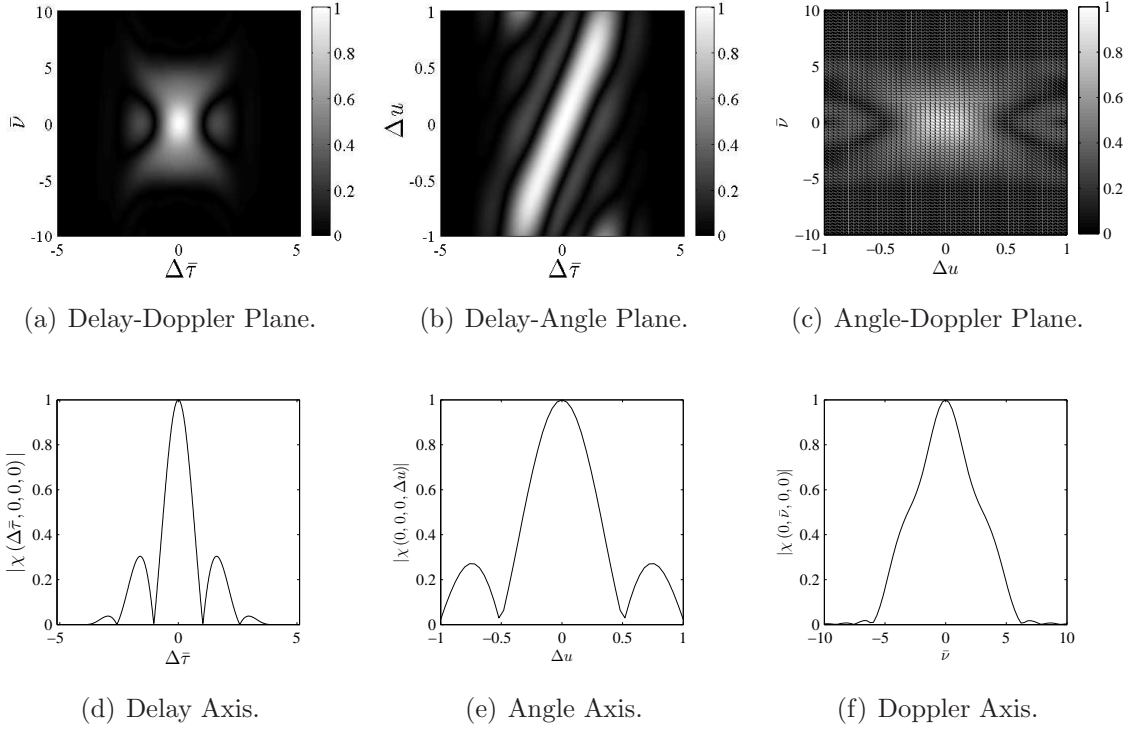 10
5
0
-5
-10
ν̄
-5 0 5
Δτ̄
1
0.8
0.6
0.4
0.2
0
(a) Delay-Doppler Plane.
1
0.5
0
0.5
1
Δu
-5 0 5
Δτ̄
1
0.8
0.6
0.4
0.2
0
(b) Delay-Angle Plane.
10
5
0
−5
−10
ν̄
−1 −0.5 0 0.5 1
Δu
1
0.8
0.6
0.4
0.2
0
(c) Angle-Doppler Plane.
1
0.8
0.6
0.4
0.2
0
|χ(Δτ̄, 0, 0, 0)|
−5 0 5
Δτ̄
(d) Delay Axis.
1
0.8
0.6
0.4
0.2
0
|χ(0, 0, 0, Δu)|
−1 −0.5 0 0.5 1
Δu
(e) Angle Axis.
1
0.8
0.6
0.4
0.2
0
|χ(0, ν̄, 0, 0)|
−10 −5 0 5 10
ν̄
(f) Doppler Axis.